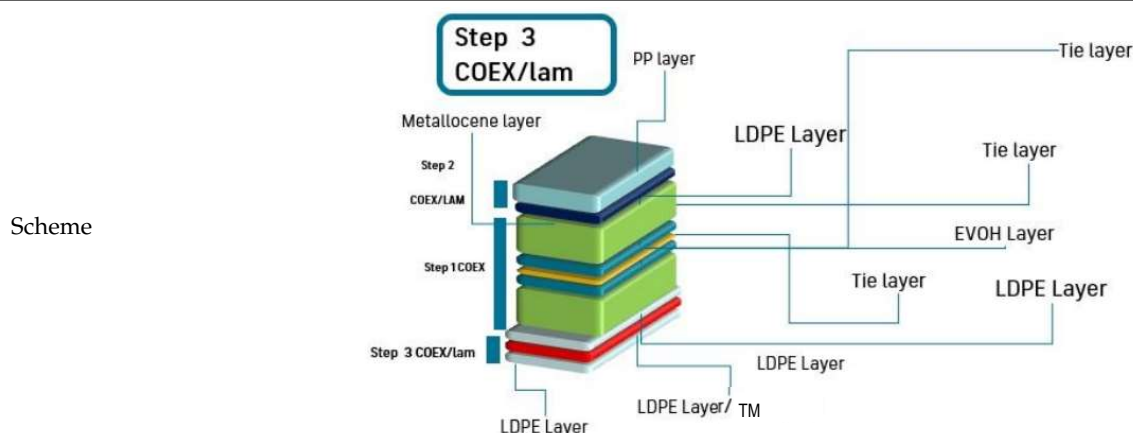 Step 3
COEX/lam
PP layer
Tie layer
Metallocene layer
LDPE Layer
Tie layer
Step 2
COEX/LAM
Scheme
EVOH Layer
Step 1 COEX
Tie layer
LDPE Layer
Step 3 COEX/lam
LDPE Layer
LDPE Layer/ TM
LDPE Layer